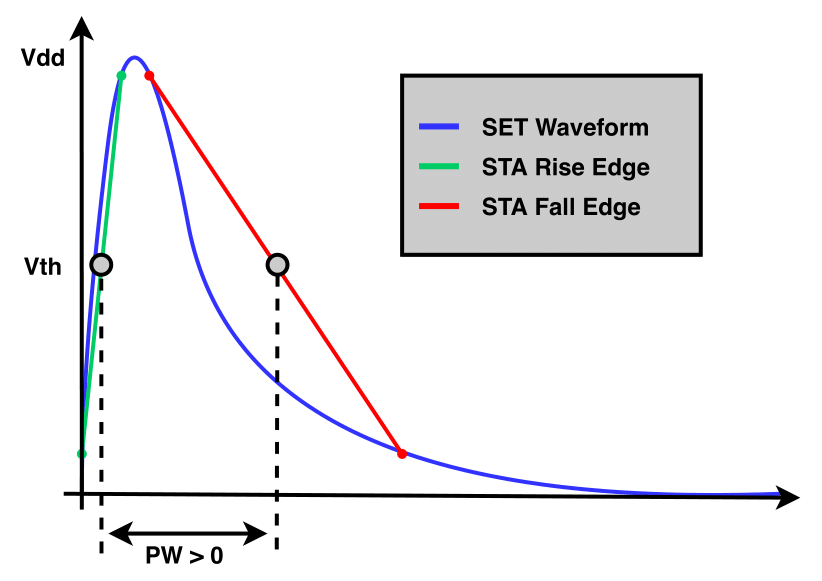 Vdd
SET Waveform
STA Rise Edge
STA Fall Edge
Vth
PW > 0